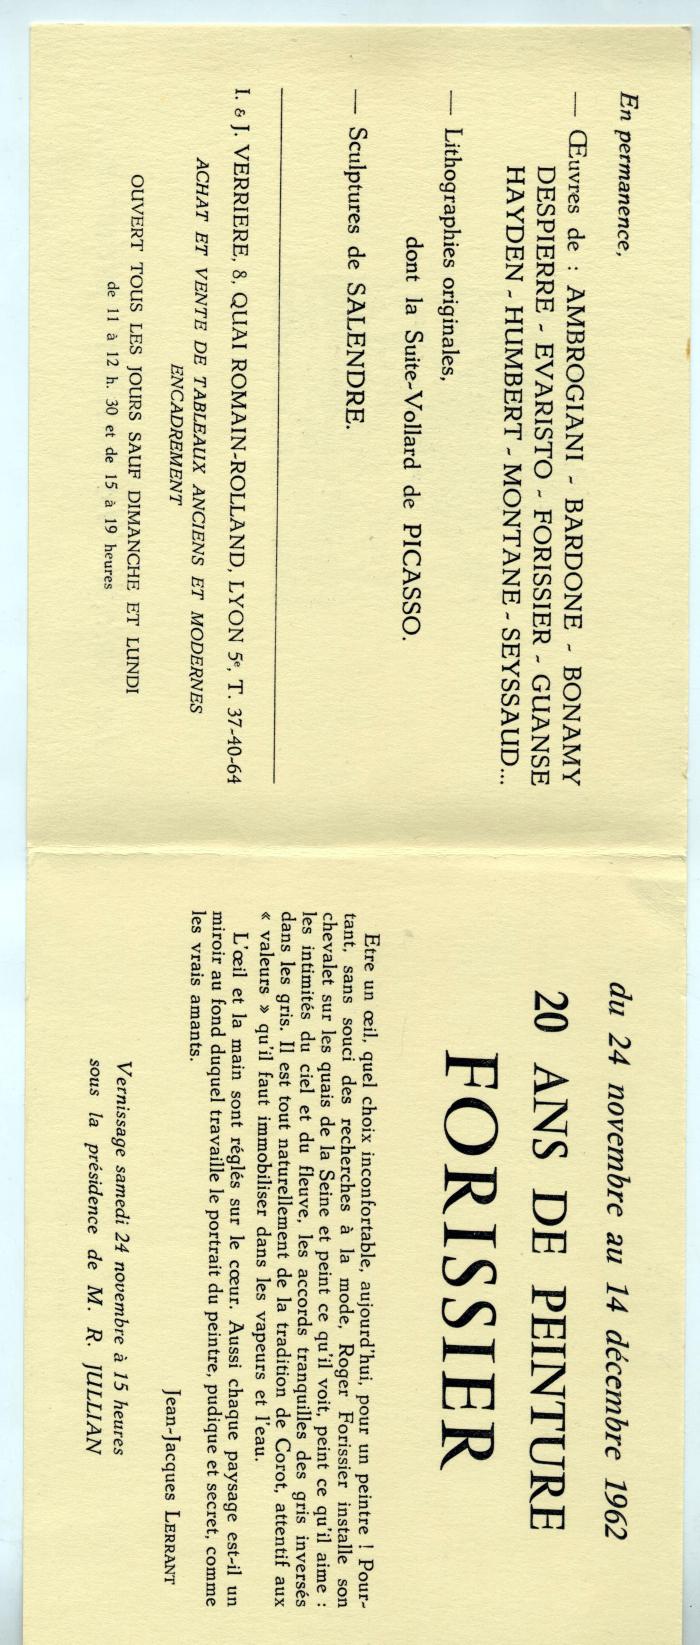 En permanence,
— Œuvres de : AMBROGIANI - BARDONE - BONAMY
DESPIERRE - EVARISTO - FORISSIER - GUANSE
HAYDEN - HUMBERT - MONTANE - SEYSSAUD...
— Lithographies originales,
dont la Suite-Vollard de PICASSO.
— Sculptures de SALENDRE.
I. & J. VERRIERE, 8, QUAI ROMAIN-ROLLAND, LYON 5e, T. 37-40-64
ACHAT ET VENTE DE TABLEAUX ANCIENS ET MODERNES
ENCADREMENT
OUVERT TOUS LES JOURS SAUF DIMANCHE ET LUNDI
de 11 à 12 h. 30 et de 15 à 19 heures
du 24 novembre au 14 décembre 1962
20 ANS DE PEINTURE
FORISSIER
Etre un œil, quel choix inconfortable, aujourd'hui, pour un peintre ! Pour-
tant, sans souci des recherches à la mode, Roger Forissier installe son
chevalet sur les quais de la Seine et peint ce qu'il voit, peint ce qu'il aime :
les intimités du ciel et du fleuve, les accords tranquilles des gris inversés
dans les gris. Il est tout naturellement de la tradition de Corot, attentif aux
« valeurs » qu'il faut immobiliser dans les vapeurs et l'eau.
L'œil et la main sont réglés sur le cœur. Aussi chaque paysage est-il un
miroir au fond duquel travaille le portrait du peintre, pudique et secret, comme
les vrais amants.
Jean-Jacques LERRANT
Vernissage samedi 24 novembre à 15 heures
sous la présidence de M. R. JULLIAN